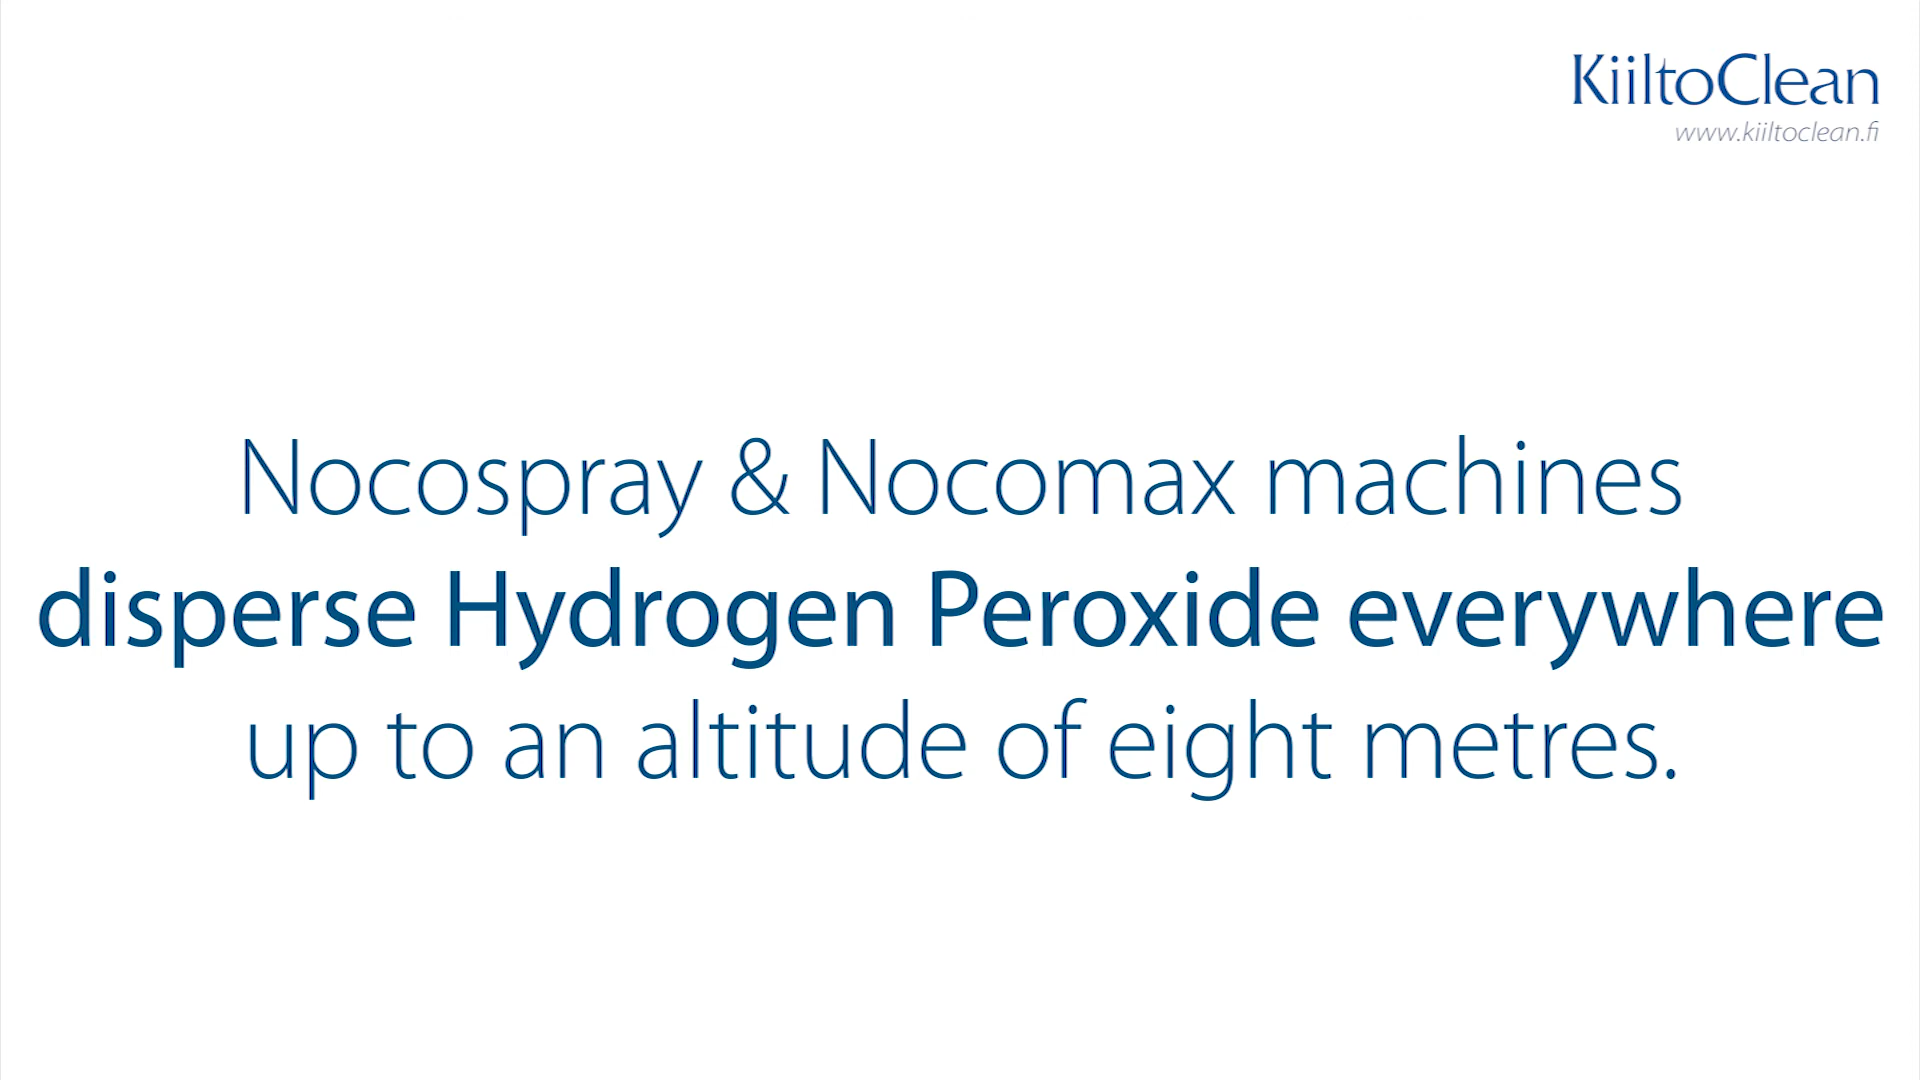 KiiltoClean
www.kiiltoclean.fi
Nocospray & Nocomax machines
disperse Hydrogen Peroxide everywhere
up to an altitude of eight metres.